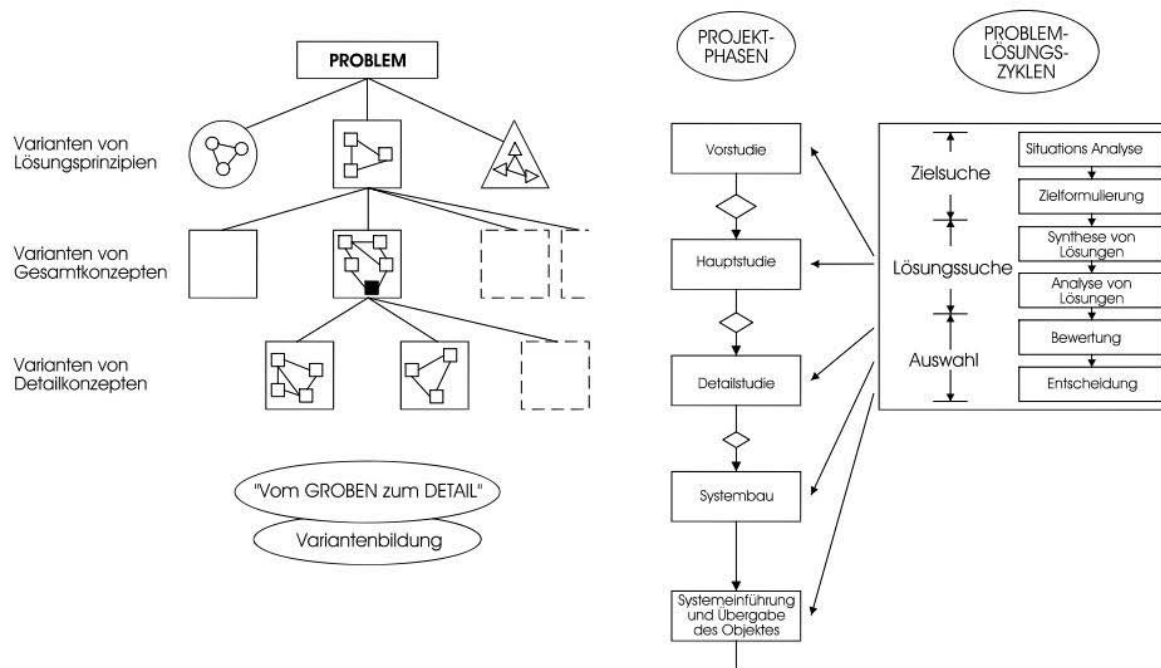 PROBLEM
Varianten von
Lösungsprinzipien
Varianten von
Gesamtkonzepten
Varianten von
Detailkonzepten
"Vom GROBEN zum DETAIL"
Variantenbildung
PROJEKT-
PHASEN
Vorstudie
Hauptstudie
Detailstudie
Systembau
Systemeinführung
und Übergabe
des Objektes
PROBLEM-
LÖSUNGS-
ZYKLEN
Zielsuche
Lösungssuche
Auswahl
Situations Analyse
Zielformulierung
Synthese von
Lösungen
Analyse von
Lösungen
Bewertung
Entscheidung